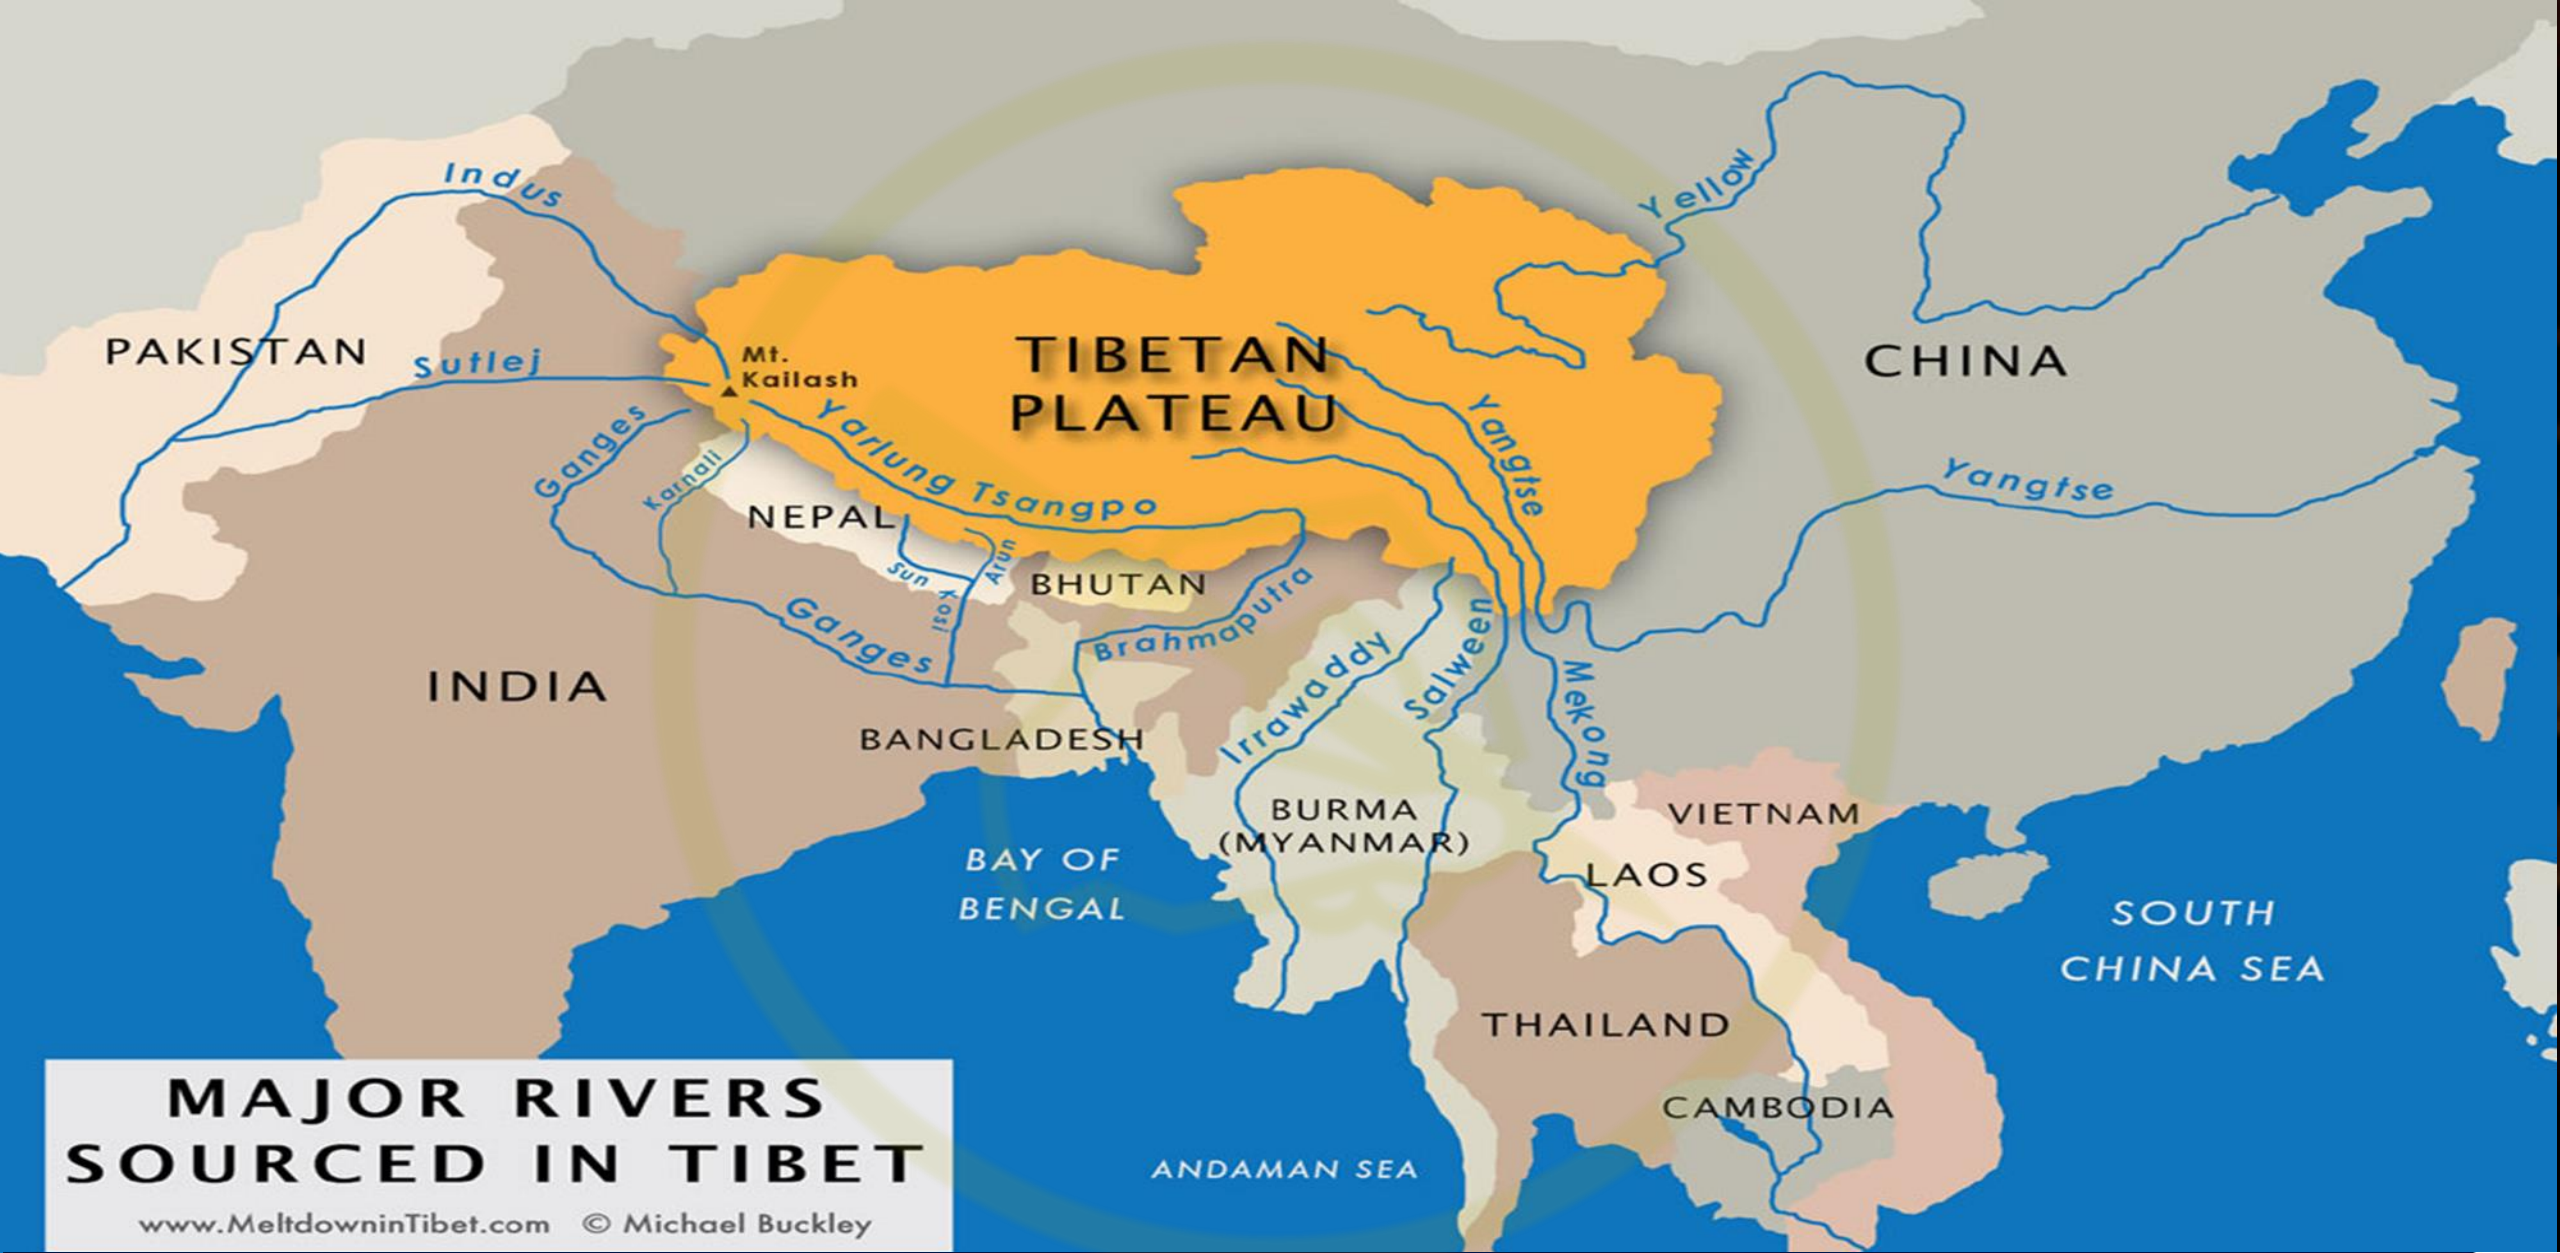 Indus
Yellow
PAKISTAN
Sutlej
Mt.
Kailash
TIBETAN
PLATEAU
CHINA
Yangtse
Yangtse
Ganges
Karnali
Yarlung Tsangpo
NEPAL
Sun
Kosi
Arun
BHUTAN
Brahmaputra
Ganges
INDIA
BANGLADESH
Irrawaddy
Salween
Mekong
BURMA
(MYANMAR)
VIETNAM
LAOS
BAY OF
BENGAL
SOUTH
CHINA SEA
THAILAND
CAMBODIA
ANDAMAN SEA
MAJOR RIVERS
SOURCED IN TIBET
www.MeltdowninTibet.com © Michael Buckley